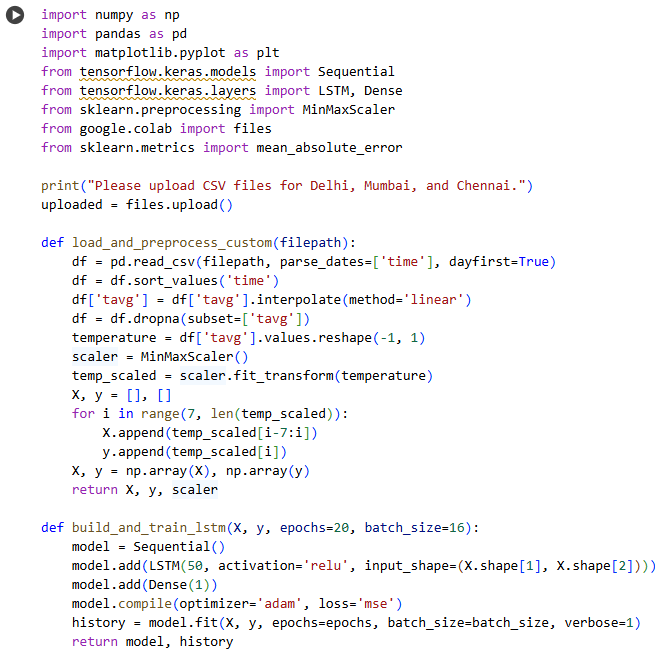 import numpy as np
import pandas as pd
import matplotlib.pyplot as plt
from tensorflow.keras.models import Sequential
from tensorflow.keras.layers import LSTM, Dense
from sklearn.preprocessing import MinMaxScaler
from google.colab import files
from sklearn.metrics import mean_absolute_error

print("Please upload CSV files for Delhi, Mumbai, and Chennai.")
uploaded = files.upload()

def load_and_preprocess_custom(filepath):
    df = pd.read_csv(filepath, parse_dates=['time'], dayfirst=True)
    df = df.sort_values('time')
    df['tavg'] = df['tavg'].interpolate(method='linear')
    df = df.dropna(subset=['tavg'])
    temperature = df['tavg'].values.reshape(-1, 1)
    scaler = MinMaxScaler()
    temp_scaled = scaler.fit_transform(temperature)
    X, y = [], []
    for i in range(7, len(temp_scaled)):
        X.append(temp_scaled[i-7:i])
        y.append(temp_scaled[i])
    X, y = np.array(X), np.array(y)
    return X, y, scaler

def build_and_train_lstm(X, y, epochs=20, batch_size=16):
    model = Sequential()
    model.add(LSTM(50, activation='relu', input_shape=(X.shape[1], X.shape[2])))
    model.add(Dense(1))
    model.compile(optimizer='adam', loss='mse')
    history = model.fit(X, y, epochs=epochs, batch_size=batch_size, verbose=1)
    return model, history